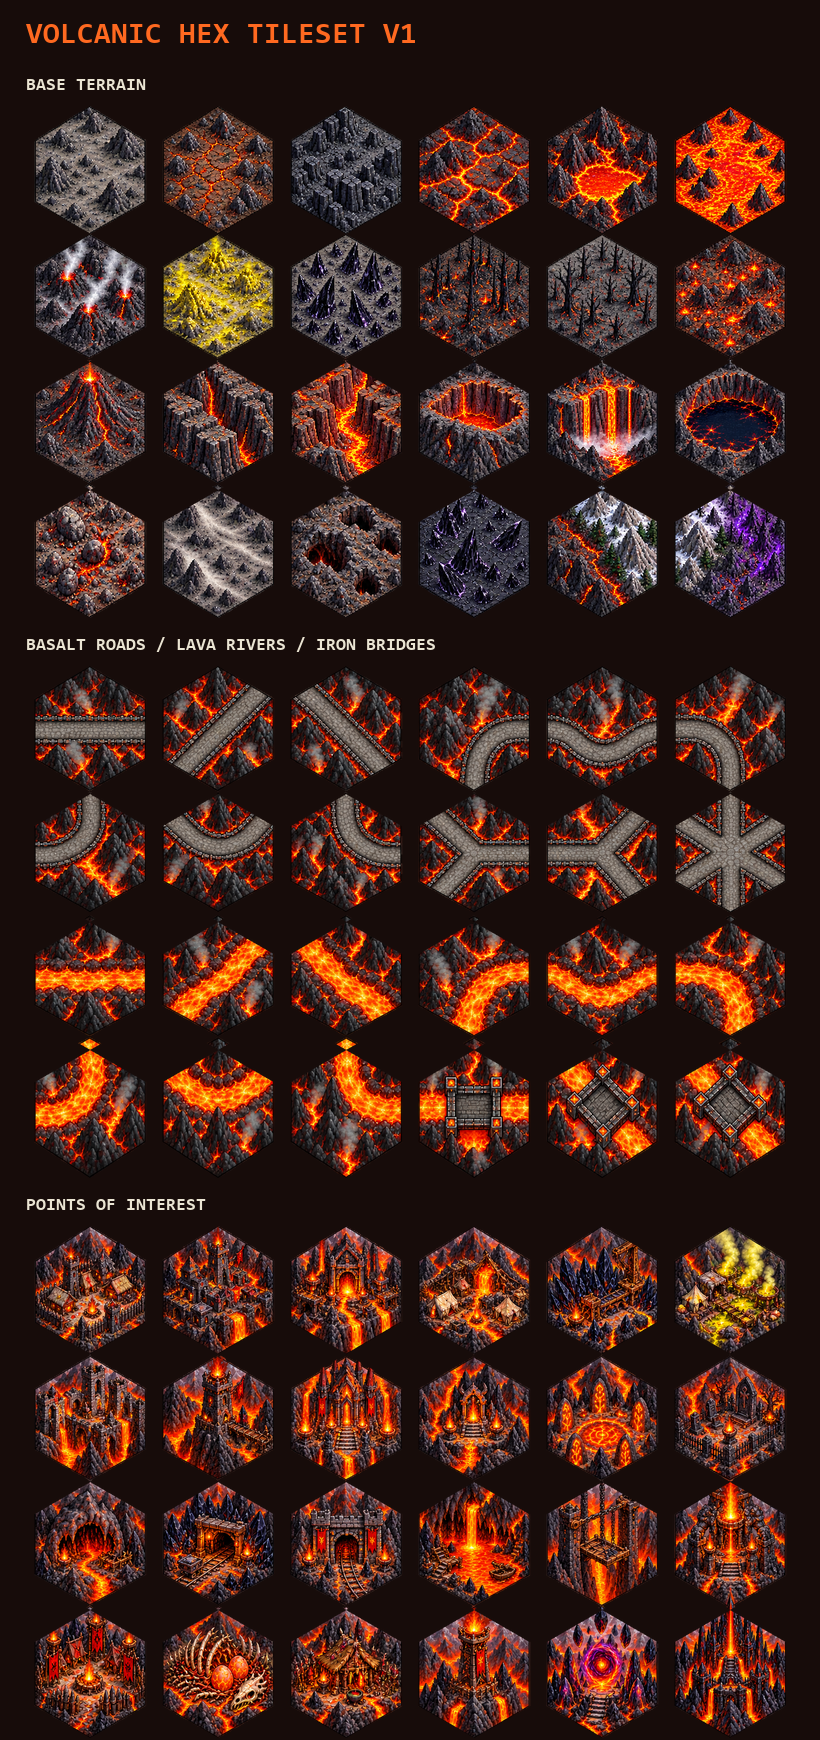 VOLCANIC HEX TILESET V1
BASE TERRAIN
BASALT ROADS / LAVA RIVERS / IRON BRIDGES
POINTS OF INTEREST